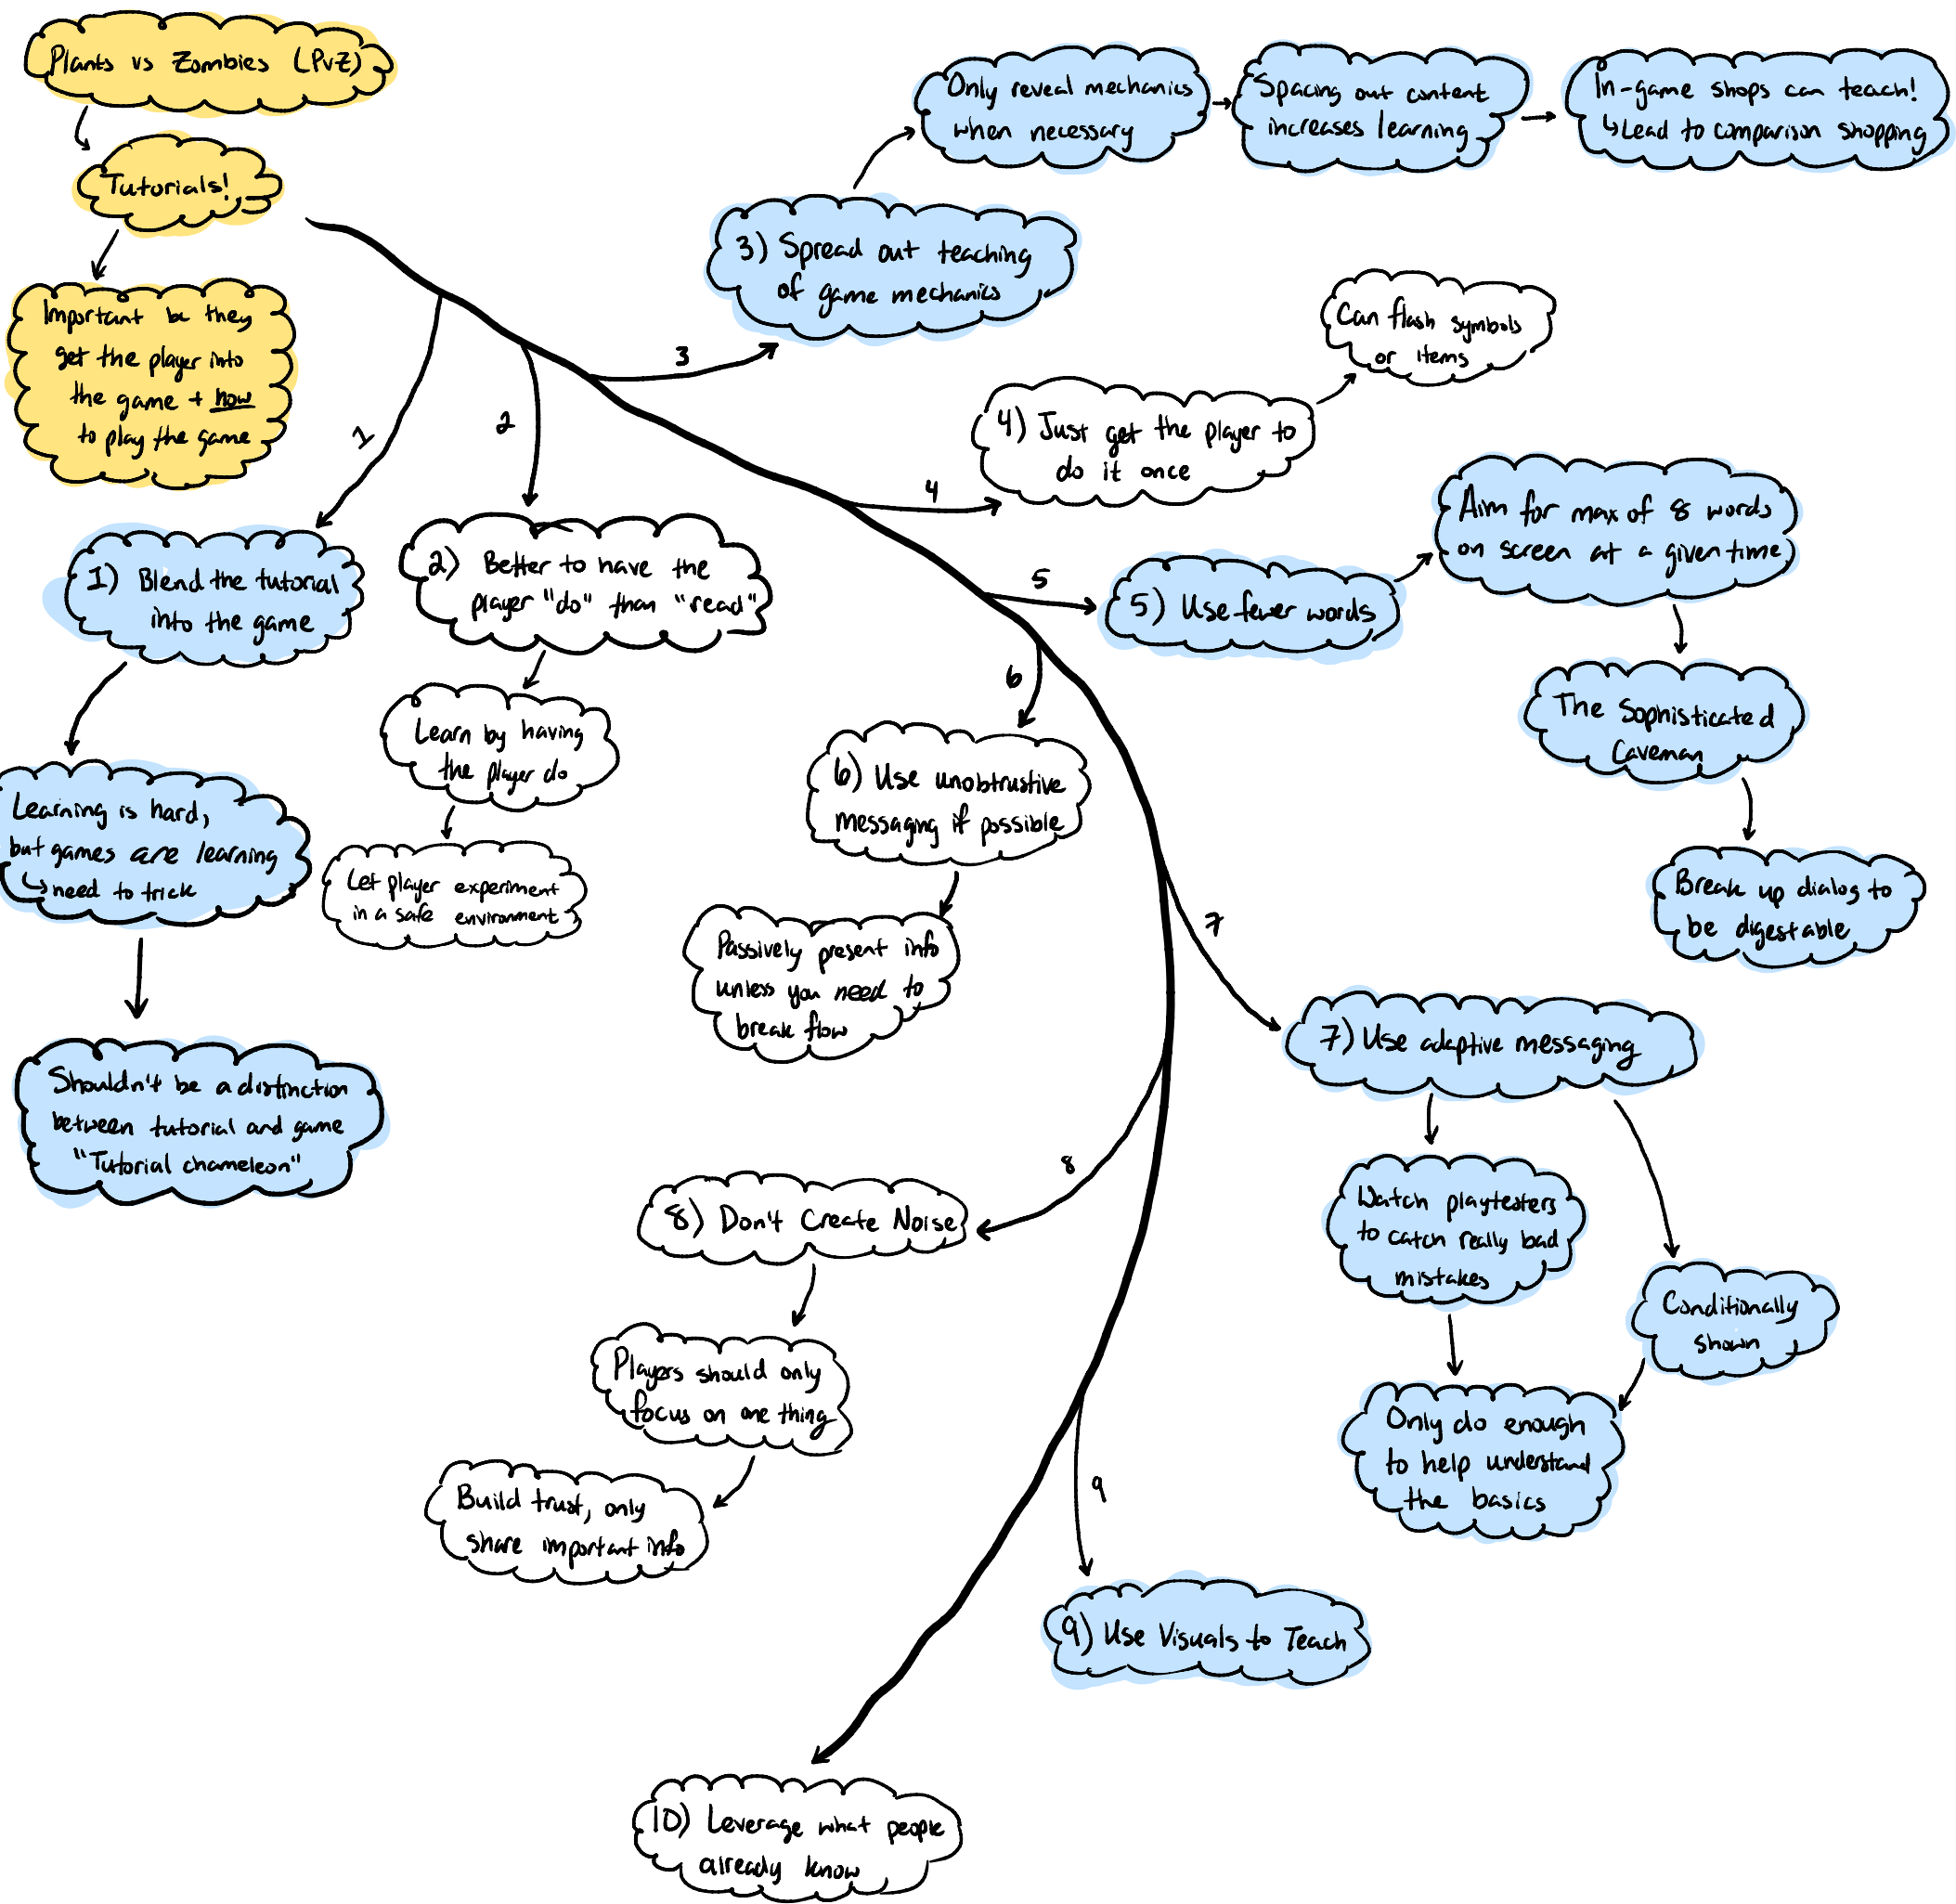 Plants vs Zombies (PvZ)
Tutorials!
Important bc they
get the player into
the game + how
to play the game
1
1) Blend the tutorial
into the game
Learning is hard,
but games are learning
↳ need to trick
Shouldn't be a distinction
between tutorial and game
"Tutorial chameleon"
2
2) Better to have the
player "do" than "read"
Learn by having
the player do
Let player experiment
in a safe environment
3
3) Spread out teaching
of game mechanics
Only reveal mechanics
when necessary
Spacing out content
increases learning
In-game shops can teach!
↳ Lead to comparison shopping
4
4) Just get the player to
do it once
Can flash symbols
or items
5
5) Use fewer words
Aim for max of 8 words
on screen at a given time
The Sophisticated
Caveman
Break up dialog to
be digestable
6
6) Use unobtrustive
messaging if possible
Passively present info
unless you need to
break flow
7
7) Use adaptive messaging
Watch playtesters
to catch really bad
mistakes
Conditionally
shown
Only do enough
to help understand
the basics
8
8) Don't Create Noise
Players should only
focus on one thing
Build trust, only
share important info
9
9) Use Visuals to Teach
10) Leverage what people
already know